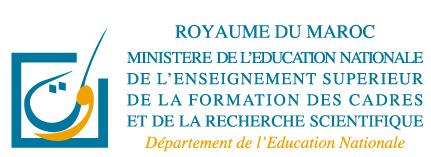 ROYAUME DU MAROC
MINISTERE DE L'EDUCATION NATIONALE
DE L'ENSEIGNEMENT SUPERIEUR
DE LA FORMATION DES CADRES
ET DE LA RECHERCHE SCIENTIFIQUE
Département de l'Education Nationale